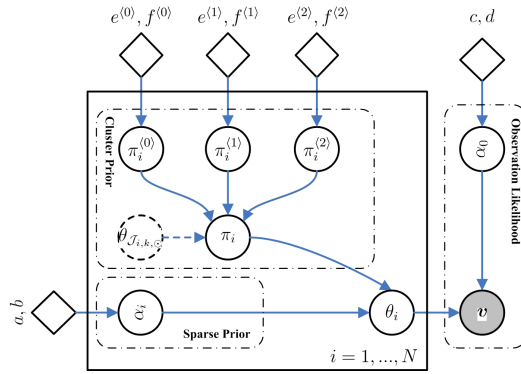 e⟨0⟩, f⟨0⟩ e⟨1⟩, f⟨1⟩ e⟨2⟩, f⟨2⟩ c, d
Cluster Prior
π_i⟨0⟩ π_i⟨1⟩ π_i⟨2⟩ α_0
Observation Likelihood
θ_{𝒥_{i,k,⊙}} π_i
a, b α_i θ_i v
Sparse Prior
i = 1, ..., N